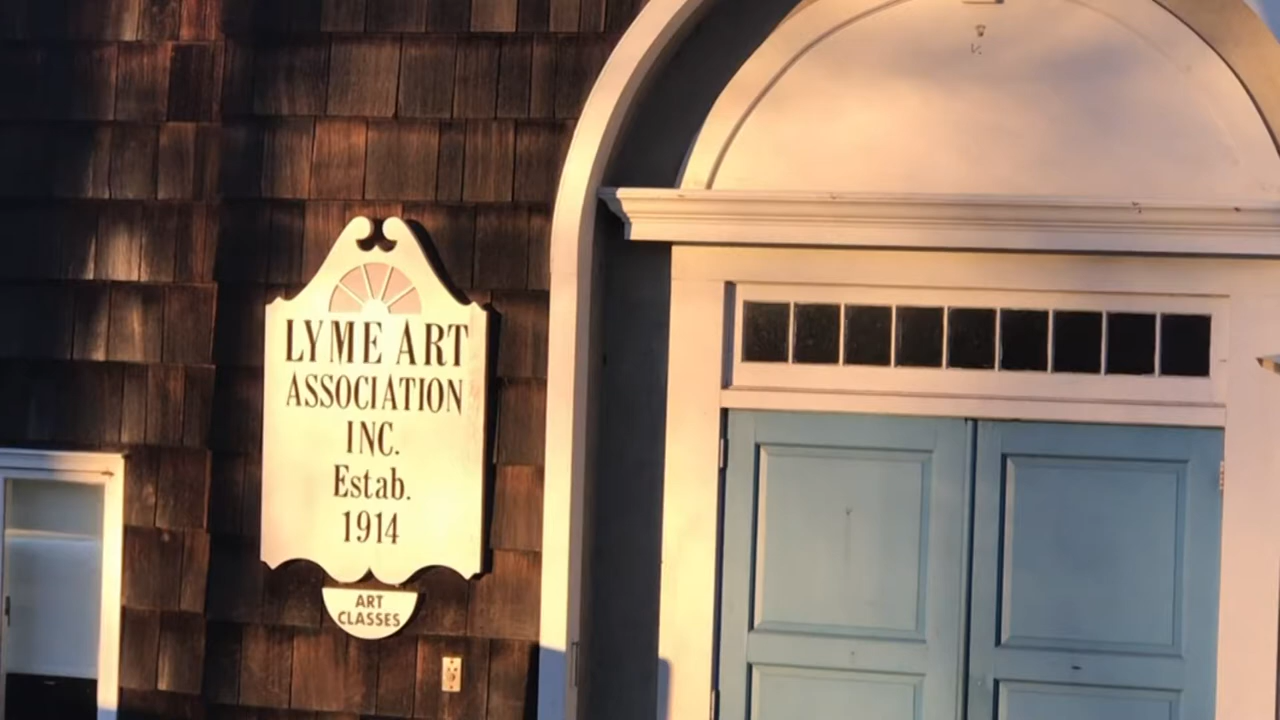 LYME ART
ASSOCIATION
INC.
Estab.
1914
ART
CLASSES